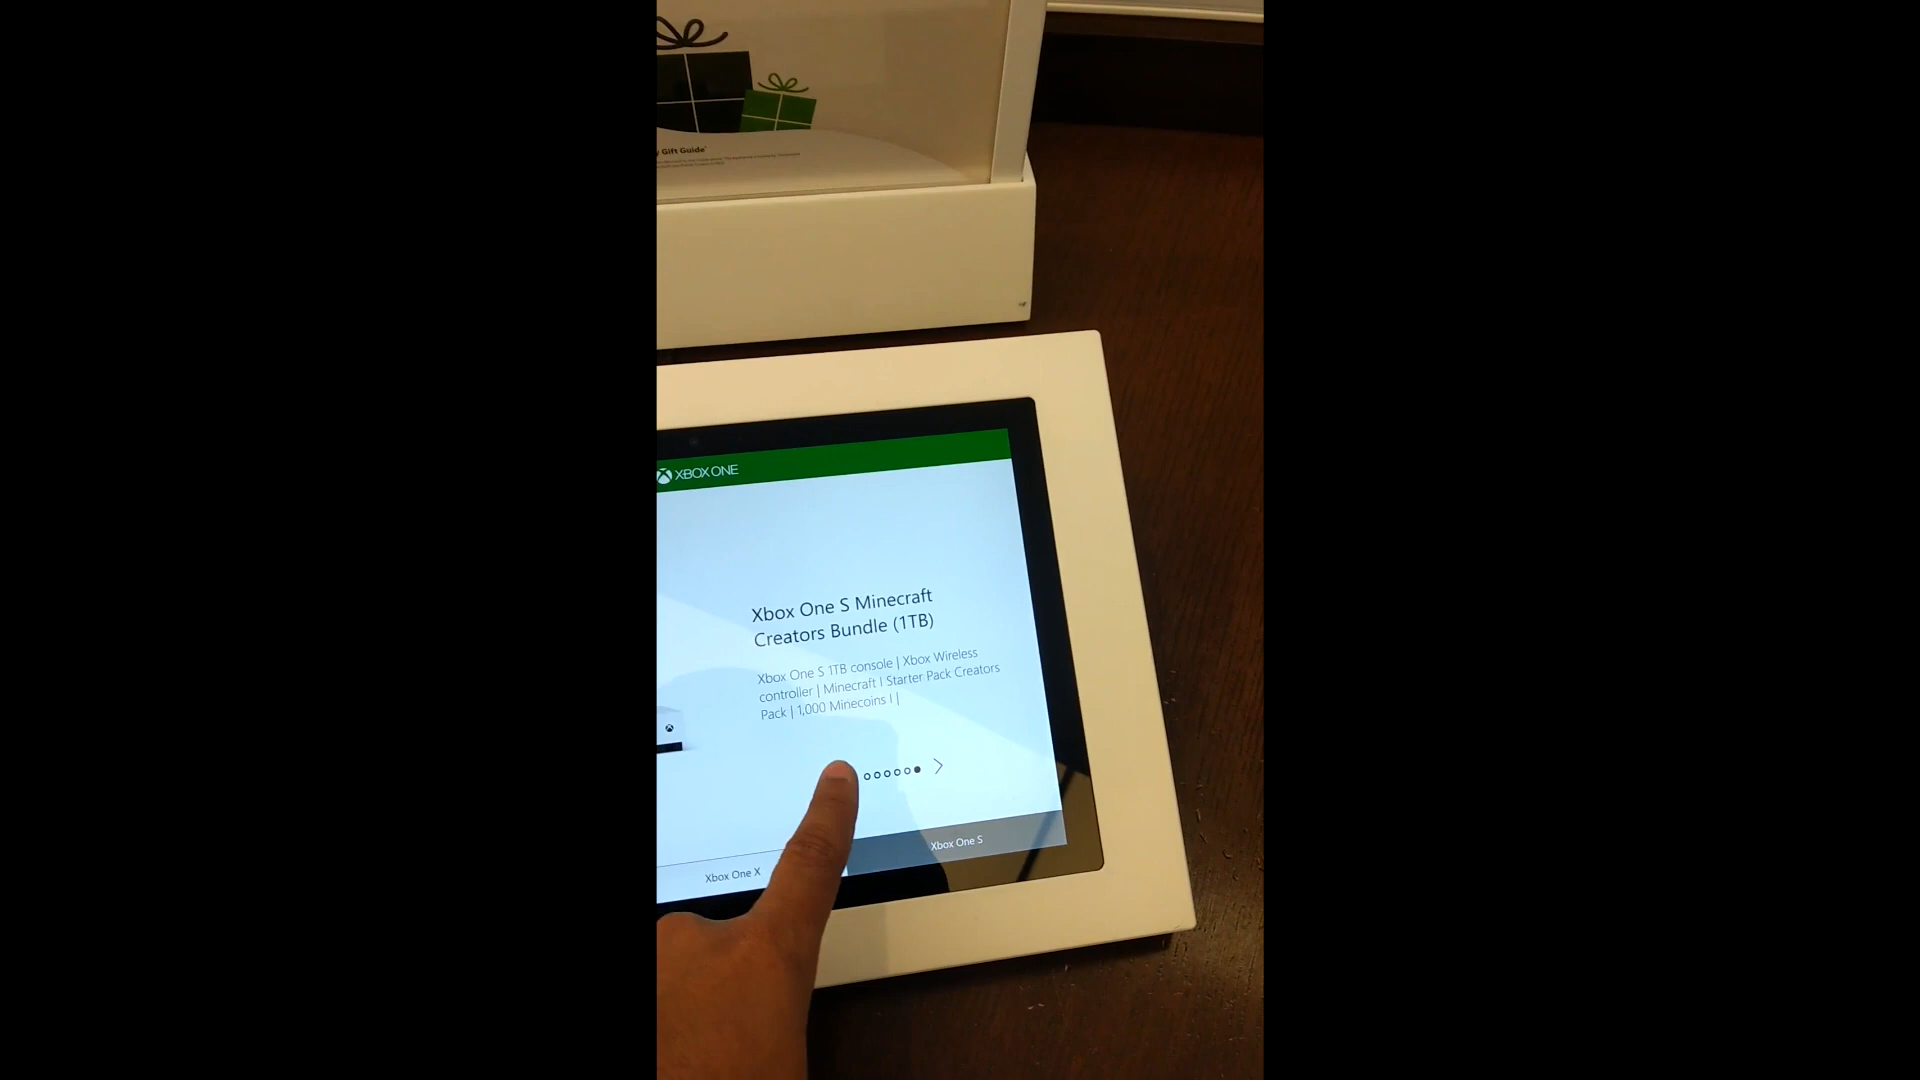 Gift Guide*
XBOX ONE
Xbox One S Minecraft
Creators Bundle (1TB)
Xbox One S 1TB console | Xbox Wireless
controller | Minecraft I Starter Pack Creators
Pack | 1,000 Minecoins I |
Xbox One X
Xbox One S